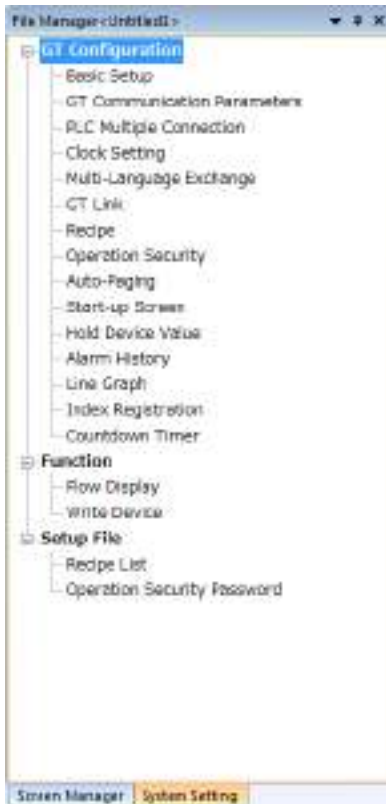 File Manager<Untitled1>
GT Configuration
Basic Setup
GT Communication Parameters
PLC Multiple Connection
Clock Setting
Multi-Language Exchange
GT Link
Recipe
Operation Security
Auto-Paging
Start-up Screen
Hold Device Value
Alarm History
Line Graph
Index Registration
Countdown Timer
Function
Flow Display
Write Device
Setup File
Recipe List
Operation Security Password
Screen Manager System Setting